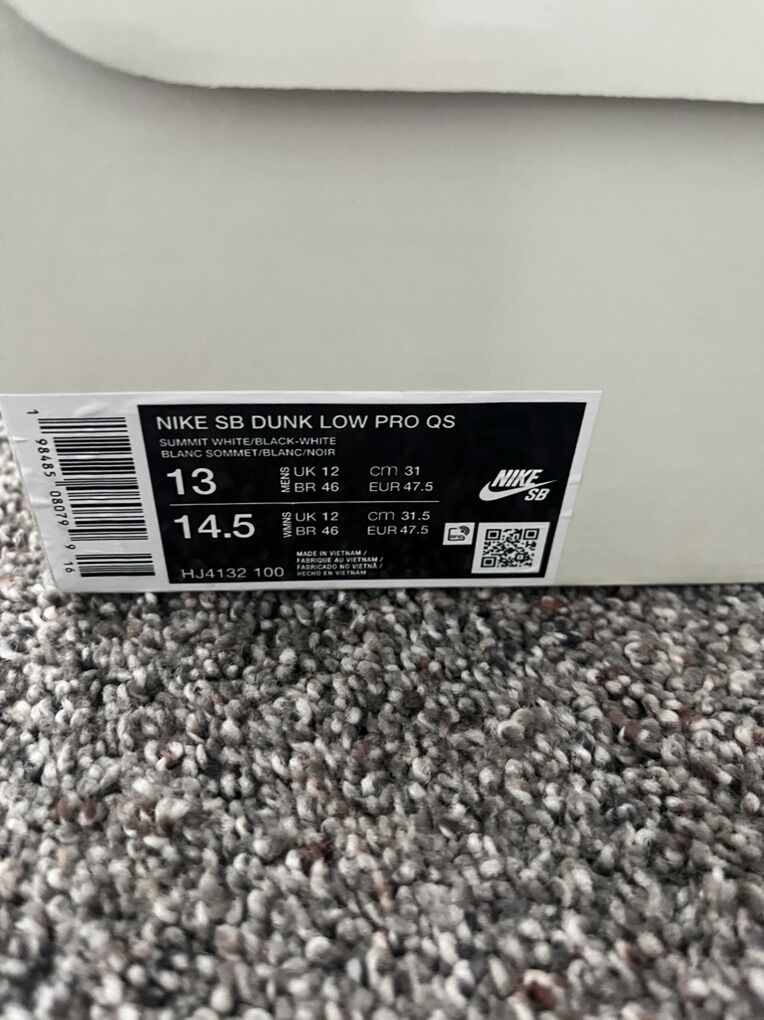 NIKE SB DUNK LOW PRO QS
SUMMIT WHITE/BLACK-WHITE
BLANC SOMMET/BLANC/NOIR
13 MENS UK 12 cm 31
BR 46 EUR 47.5
14.5 WMNS UK 12 cm 31.5
BR 46 EUR 47.5
MADE IN VIETNAM /
FABRIQUE AU VIETNAM /
FABRICADO NO VIETNÃ /
HECHO EN VIETNAM
HJ4132 100
NIKE
SB
1 98485 08079 9 16